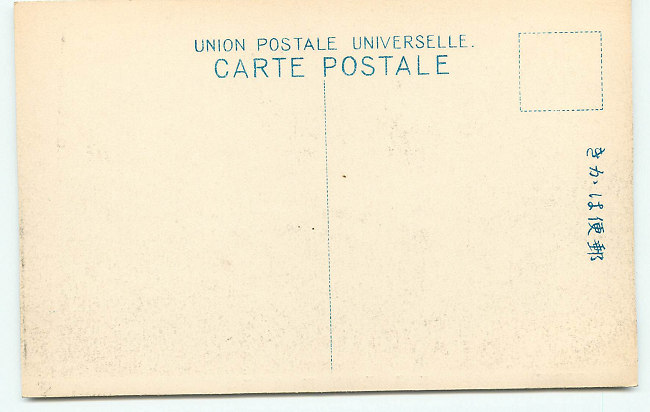 UNION POSTALE UNIVERSELLE.
CARTE POSTALE
郵便はかき